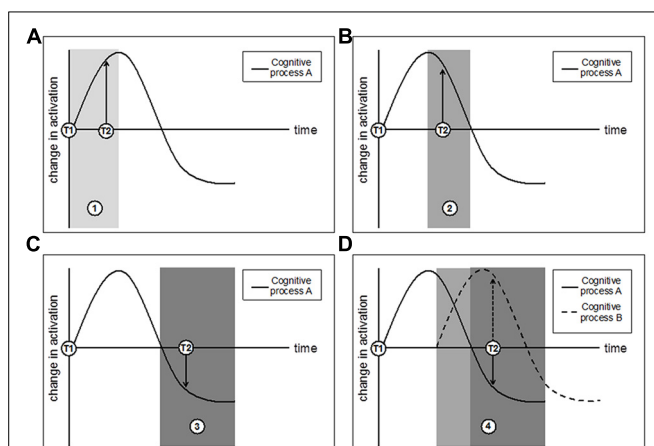 A
change in activation
Cognitive
process A
T1
T2
time
1
B
change in activation
Cognitive
process A
T1
T2
time
2
C
change in activation
Cognitive
process A
T1
T2
time
3
D
change in activation
Cognitive
process A
Cognitive
process B
T1
T2
time
4